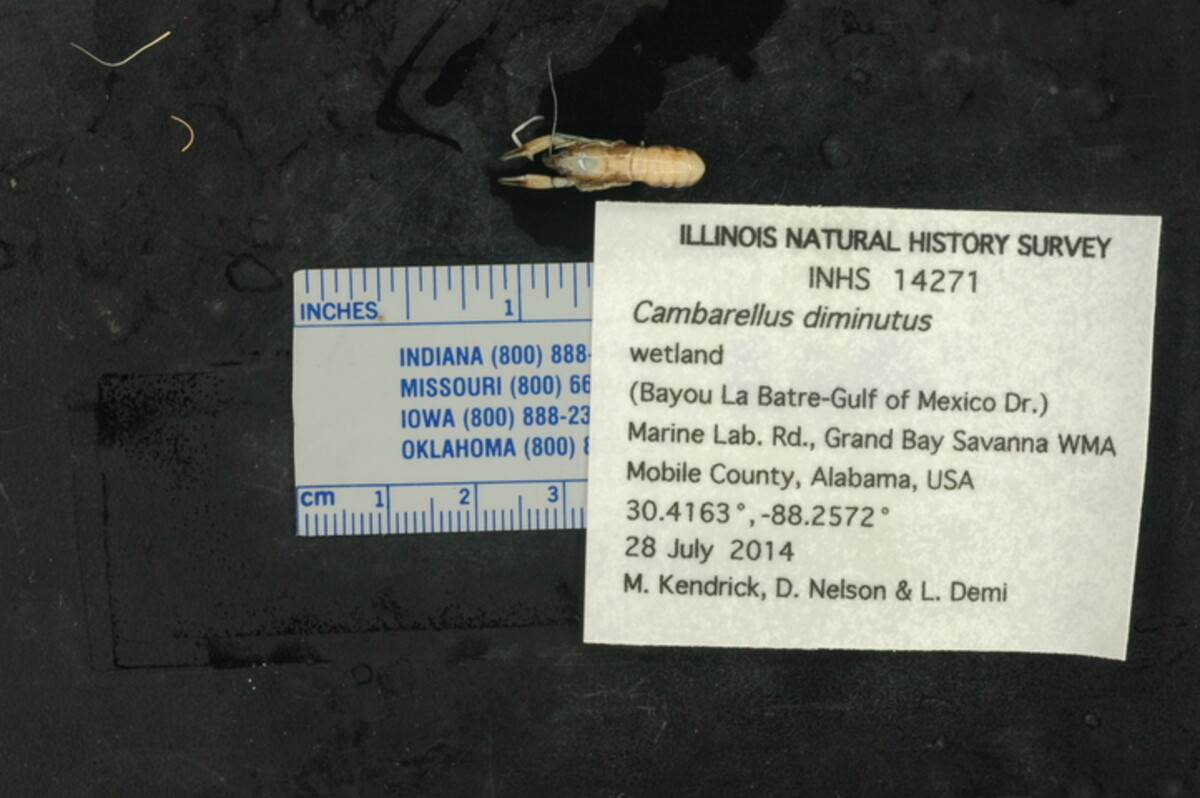 ILLINOIS NATURAL HISTORY SURVEY
INHS 14271
Cambarellus diminutus
wetland
(Bayou La Batre-Gulf of Mexico Dr.)
Marine Lab. Rd., Grand Bay Savanna WMA
Mobile County, Alabama, USA
30.4163°,-88.2572°
28 July 2014
M. Kendrick, D. Nelson & L. Demi
INCHES 1
INDIANA (800) 888-
MISSOURI (800) 66
IOWA (800) 888-23
OKLAHOMA (800)
cm 1 2 3